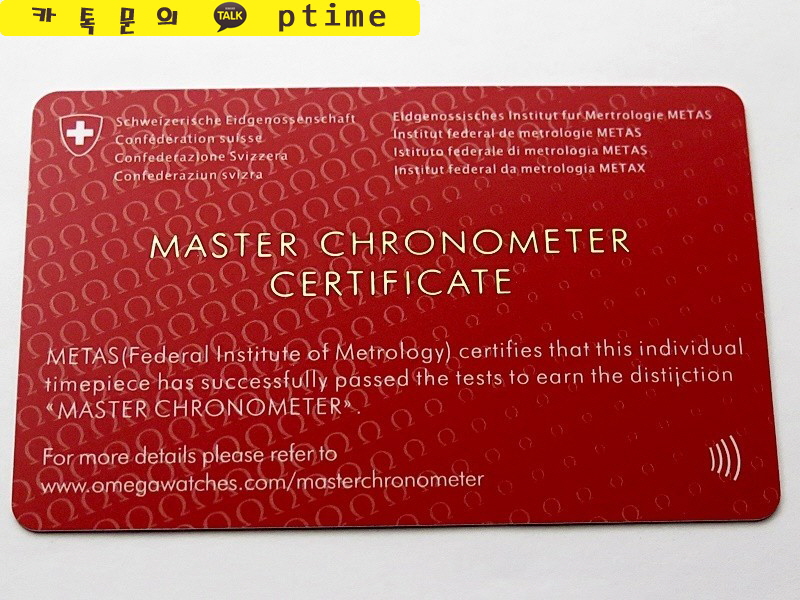 카톡문의 TALK ptime
Schweizerische Eidgenossenschaft
Confédération suisse
Confederazione Svizzera
Confederaziun svizra
Eidgenossisches Institut fur Mertrologie METAS
Institut federal de metrologie METAS
Istituto federale di metrologia METAS
Institut federal da metrologia METAX
MASTER CHRONOMETER
CERTIFICATE
METAS(Federal Institute of Metrology) certifies that this individual
timepiece has successfully passed the tests to earn the distijction
«MASTER CHRONOMETER».
For more details please refer to
www.omegawatches.com/masterchronometer